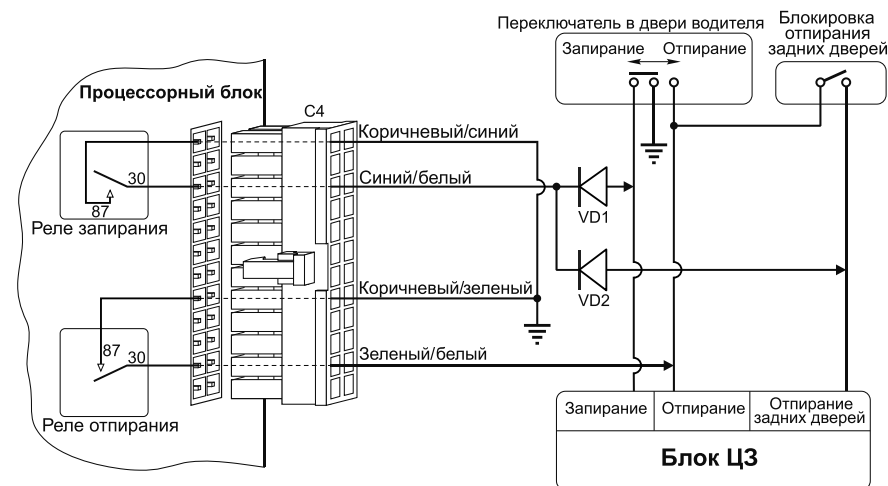 Переключатель в двери водителя
Запирание
Отпирание
Блокировка
отпирания
задних дверей
Процессорный блок
C4
30
87
Реле запирания
Коричневый/синий
Синий/белый
VD1
VD2
Коричневый/зеленый
Зеленый/белый
87
30
Реле отпирания
Запирание
Отпирание
Отпирание
задних дверей
Блок ЦЗ